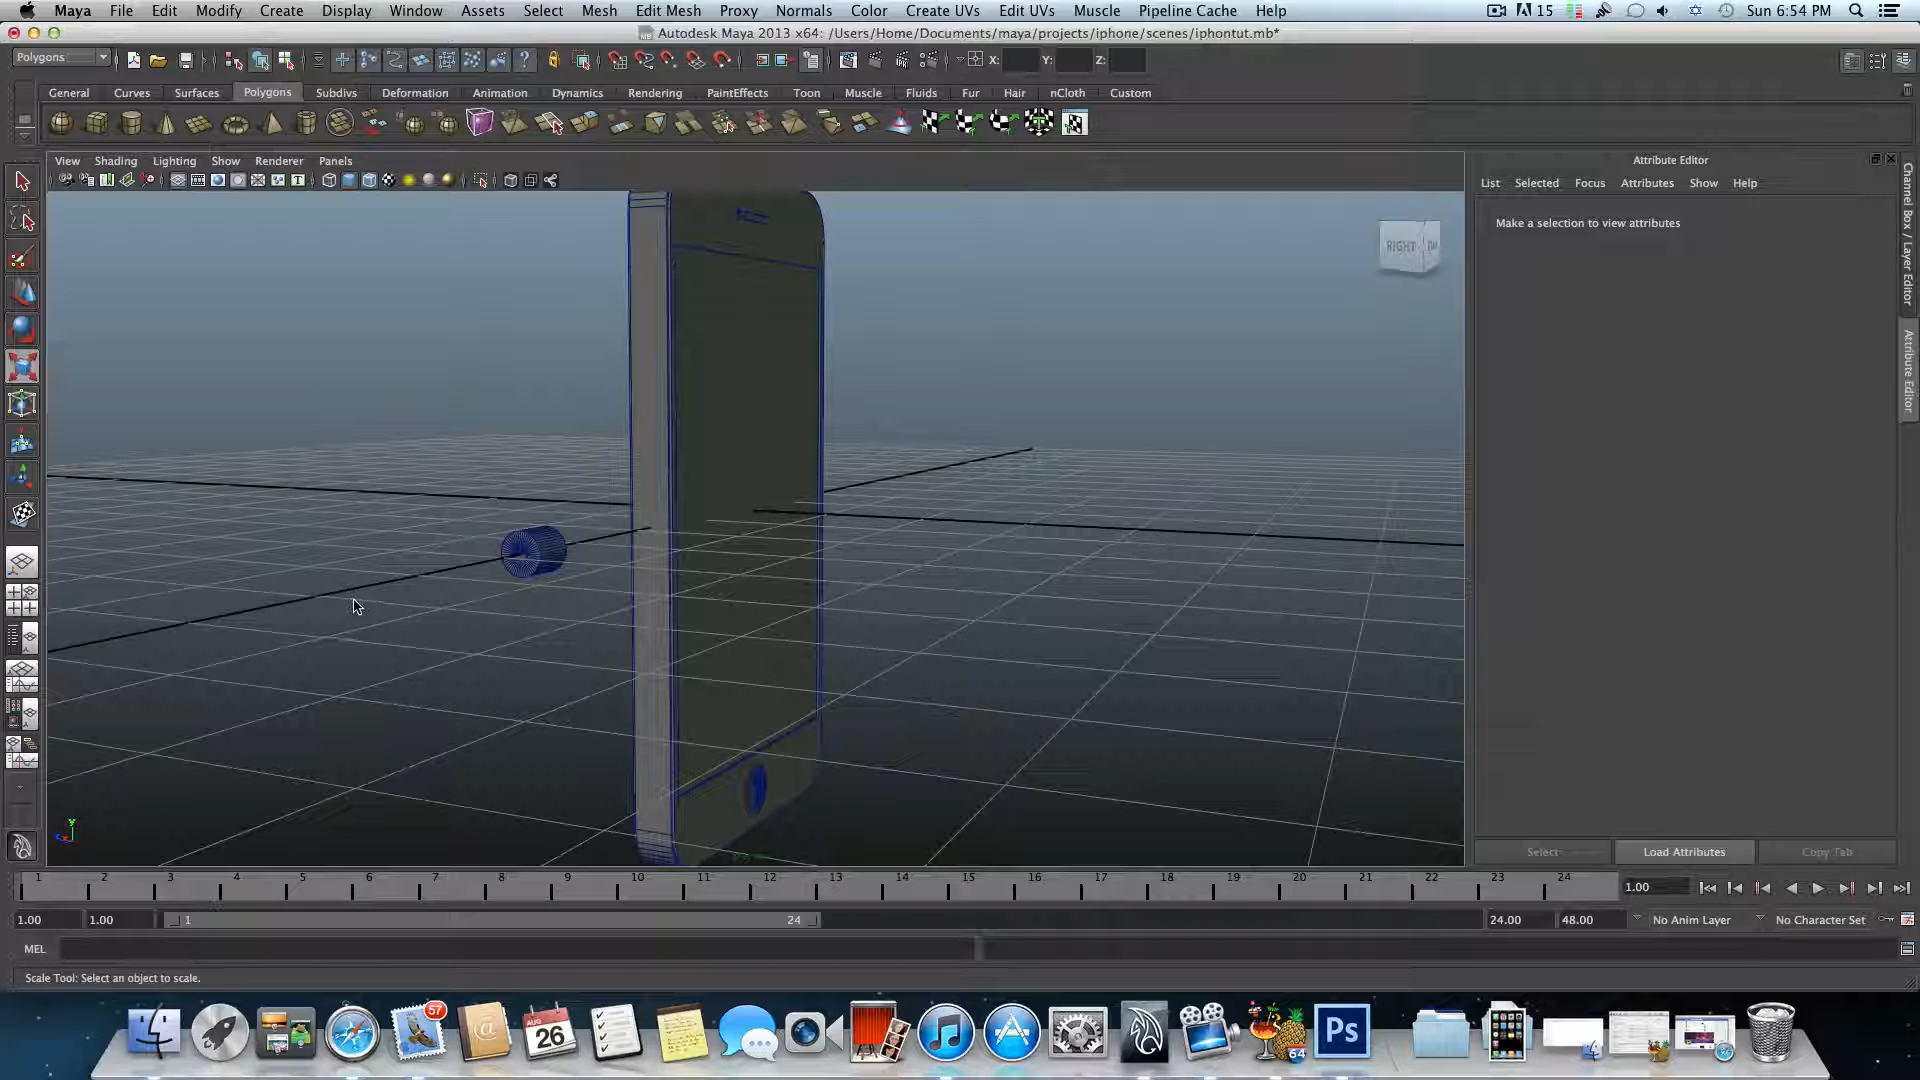 Maya File Edit Modify Create Display Window Assets Select Mesh Edit Mesh Proxy Normals Color Create UVs Edit UVs Muscle Pipeline Cache Help 15 Sun 6:54 PM
Autodesk Maya 2013 x64: /Users/Home/Documents/maya/projects/iphone/scenes/iphontut.mb*
Polygons X: Y: Z:
General Curves Surfaces Polygons Subdivs Deformation Animation Dynamics Rendering PaintEffects Toon Muscle Fluids Fur Hair nCloth Custom
View Shading Lighting Show Renderer Panels
Attribute Editor
List Selected Focus Attributes Show Help
Make a selection to view attributes
RIGHT
Channel Box / Layer Editor
Attribute Editor
y
Select Load Attributes Copy Tab
1 2 3 4 5 6 7 8 9 10 11 12 13 14 15 16 17 18 19 20 21 22 23 24 1.00
1.00 1.00 1 24 24.00 48.00 No Anim Layer No Character Set
MEL
Scale Tool: Select an object to scale.
57
AUG
26
64
Ps